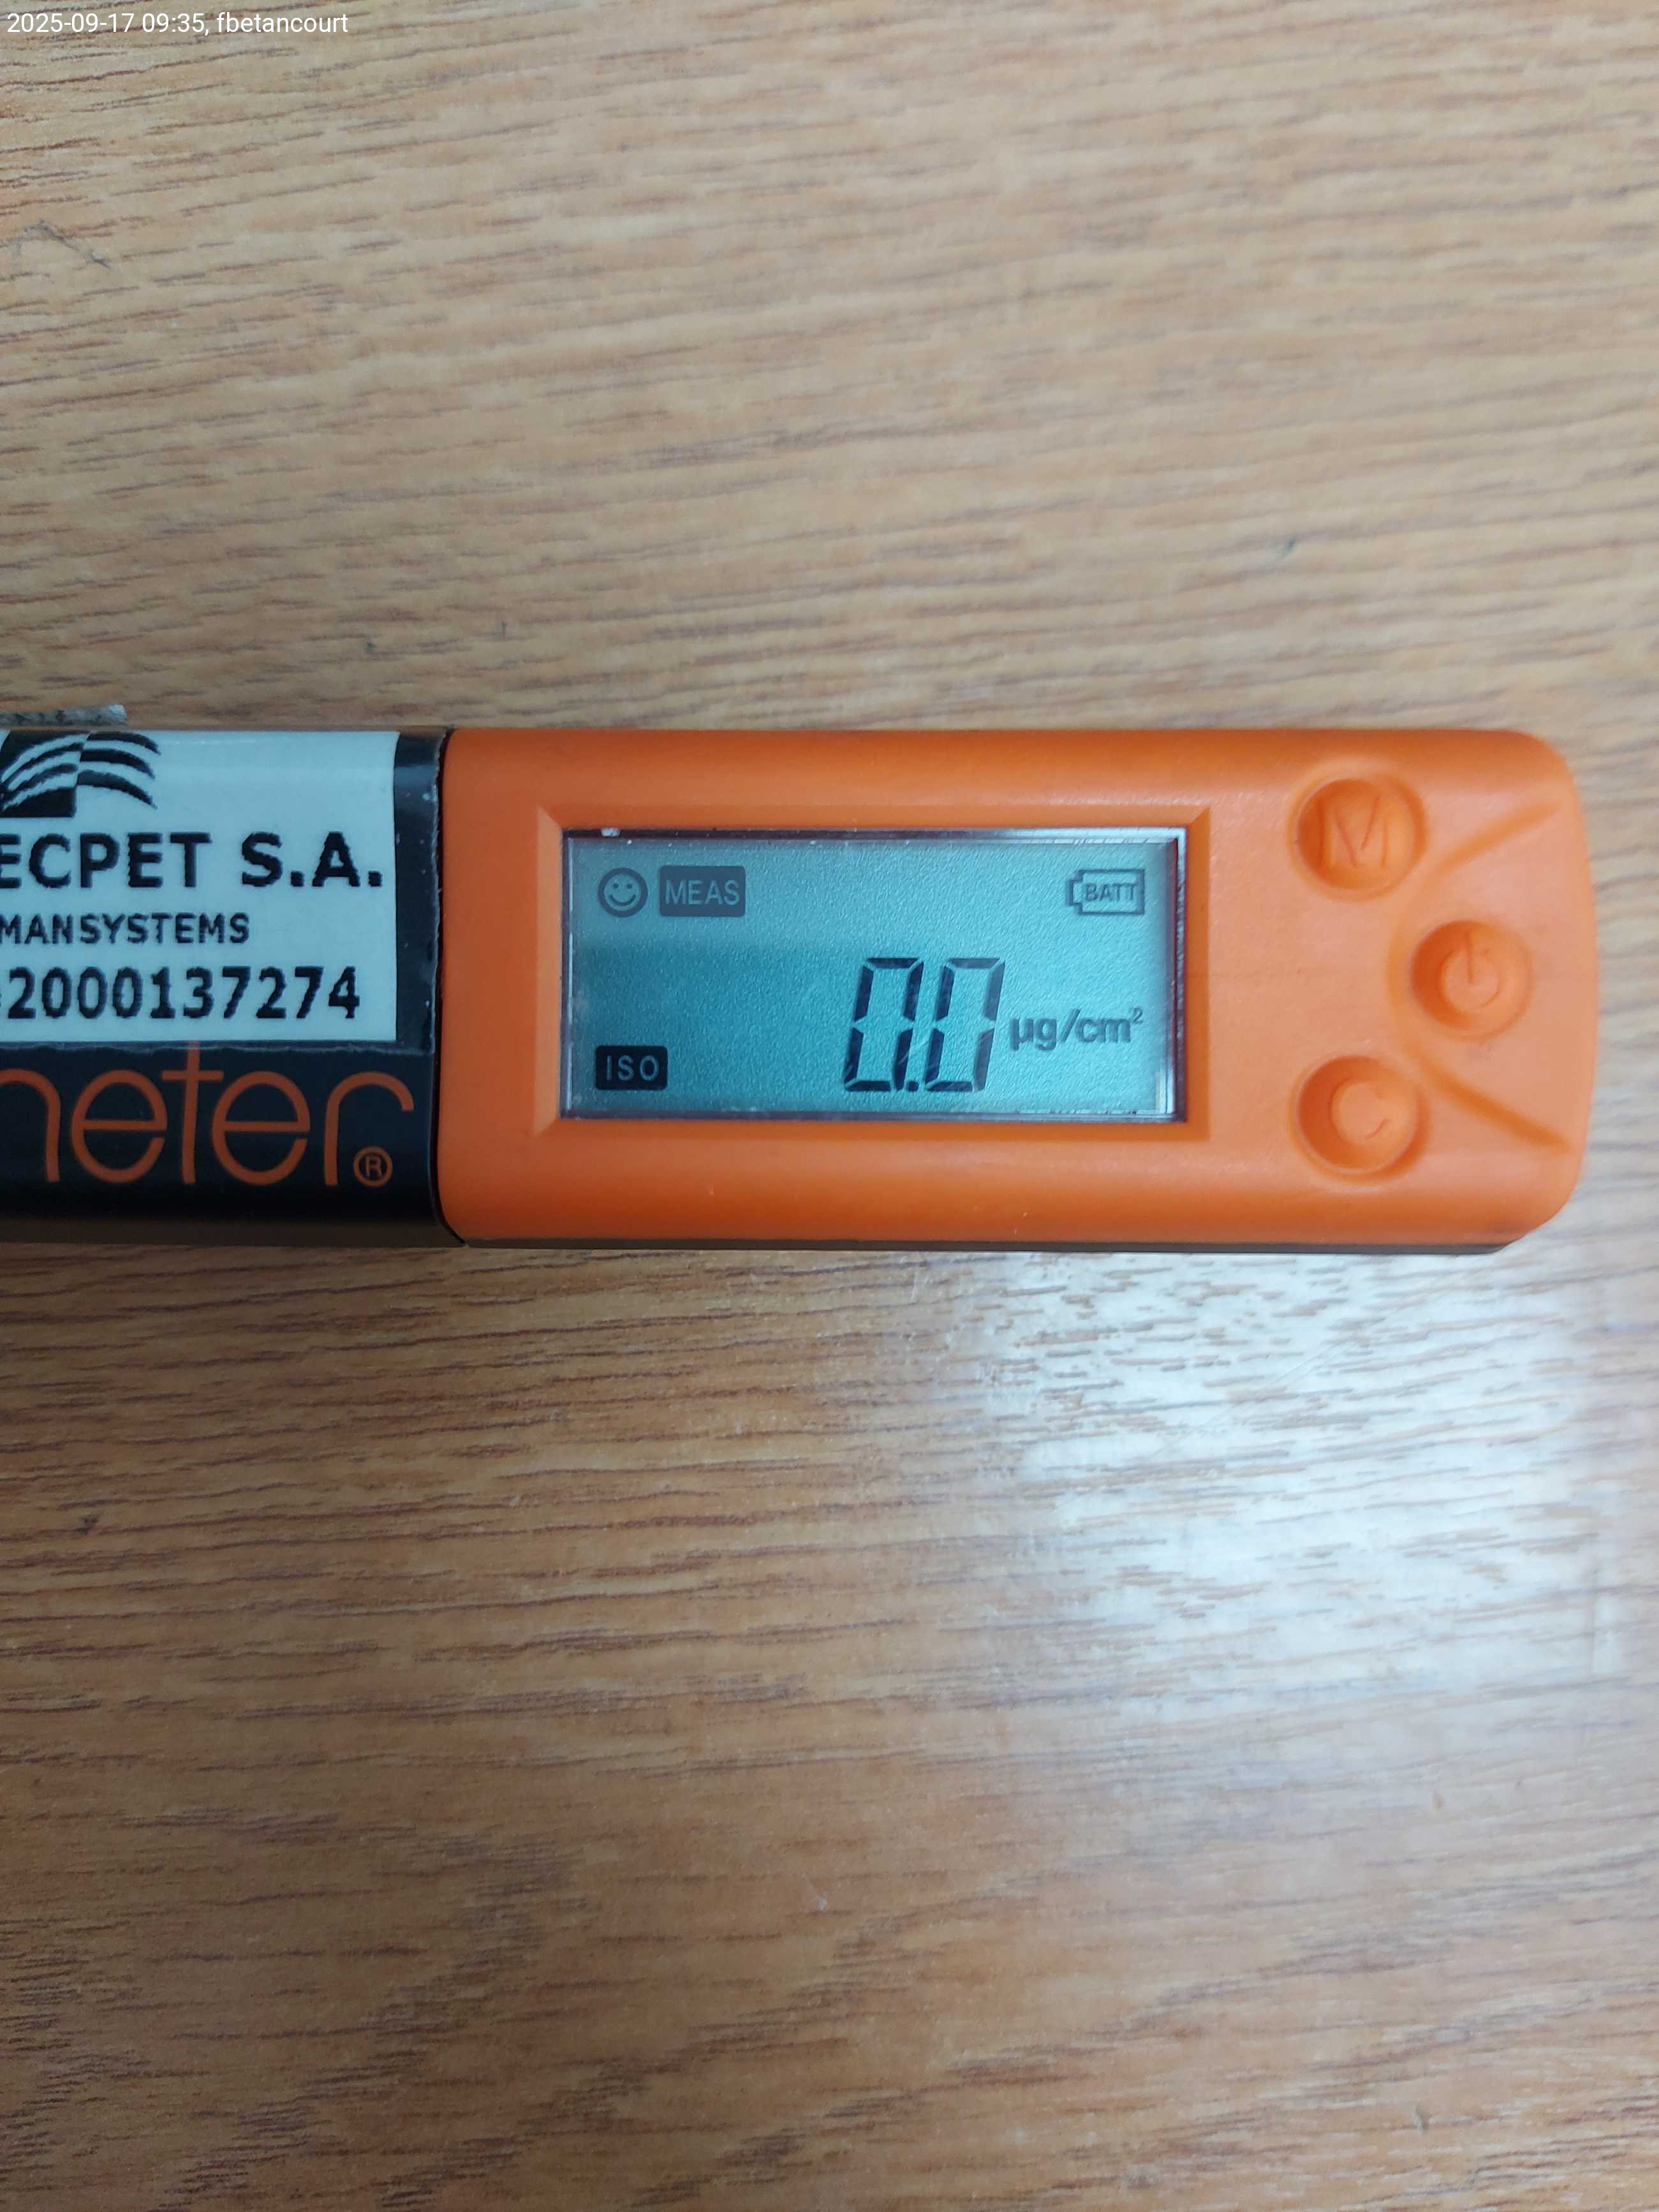 2025-09-17 09:35, fbetancourt
ECPET S.A.
MANSYSTEMS
2000137274
neter®
MEAS
BATT
0.0 µg/cm²
ISO
M
C